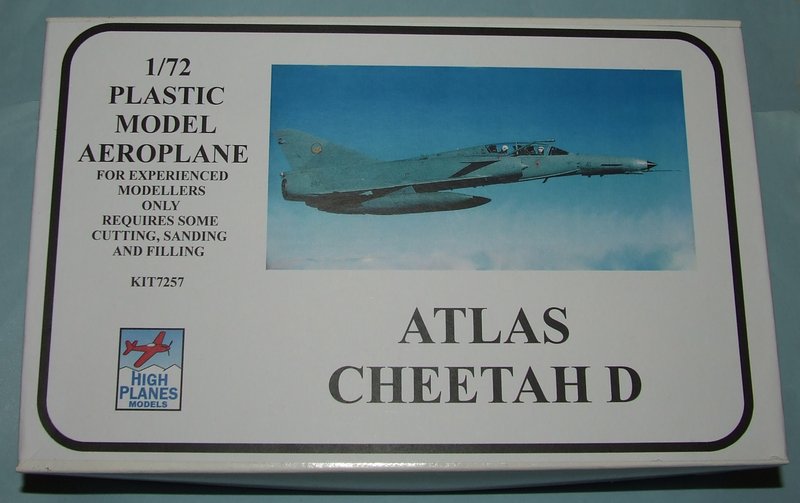 1/72
PLASTIC
MODEL
AEROPLANE
FOR EXPERIENCED
MODELLERS
ONLY
REQUIRES SOME
CUTTING, SANDING
AND FILLING
KIT7257
HIGH
PLANES
MODELS
ATLAS
CHEETAH D